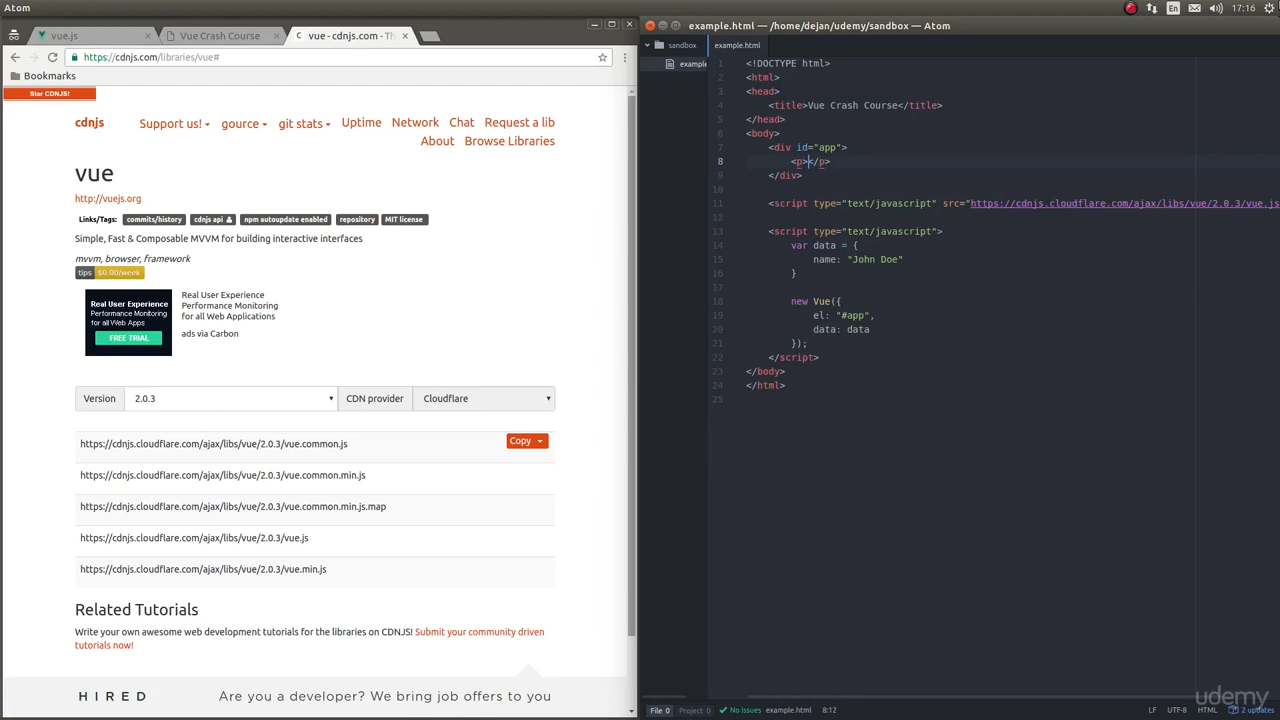 Atom
En
17:16
vue.js
Vue Crash Course
vue - cdnjs.com - Th
https://cdnjs.com/libraries/vue#
Bookmarks
Star CDNJS!
cdnjs
Support us!
gource
git stats
Uptime
Network
Chat
Request a lib
About
Browse Libraries
vue
http://vuejs.org
Links/Tags: commits/history cdnjs api npm autoupdate enabled repository MIT license
Simple, Fast & Composable MVVM for building interactive interfaces
mvvm, browser, framework
tips $0.00/week
Real User Experience
Performance Monitoring
for all Web Apps
FREE TRIAL
Real User Experience
Performance Monitoring
for all Web Applications
ads via Carbon
Version 2.0.3 CDN provider Cloudflare
https://cdnjs.cloudflare.com/ajax/libs/vue/2.0.3/vue.common.js
Copy
https://cdnjs.cloudflare.com/ajax/libs/vue/2.0.3/vue.common.min.js
https://cdnjs.cloudflare.com/ajax/libs/vue/2.0.3/vue.common.min.js.map
https://cdnjs.cloudflare.com/ajax/libs/vue/2.0.3/vue.js
https://cdnjs.cloudflare.com/ajax/libs/vue/2.0.3/vue.min.js
Related Tutorials
Write your own awesome web development tutorials for the libraries on CDNJS! Submit your community driven
tutorials now!
HIRED Are you a developer? We bring job offers to you
example.html — /home/dejan/udemy/sandbox — Atom
sandbox
example
example.html
1 <!DOCTYPE html>
2 <html>
3 <head>
4 <title>Vue Crash Course</title>
5 </head>
6 <body>
7 <div id="app">
8 <p></p>
9 </div>
10
11 <script type="text/javascript" src="https://cdnjs.cloudflare.com/ajax/libs/vue/2.0.3/vue.js
12
13 <script type="text/javascript">
14 var data = {
15 name: "John Doe"
16 }
17
18 new Vue({
19 el: "#app",
20 data: data
21 });
22 </script>
23 </body>
24 </html>
25
File 0 Project 0 No Issues example.html 8:12
LF UTF-8 HTML 2 updates
udemy